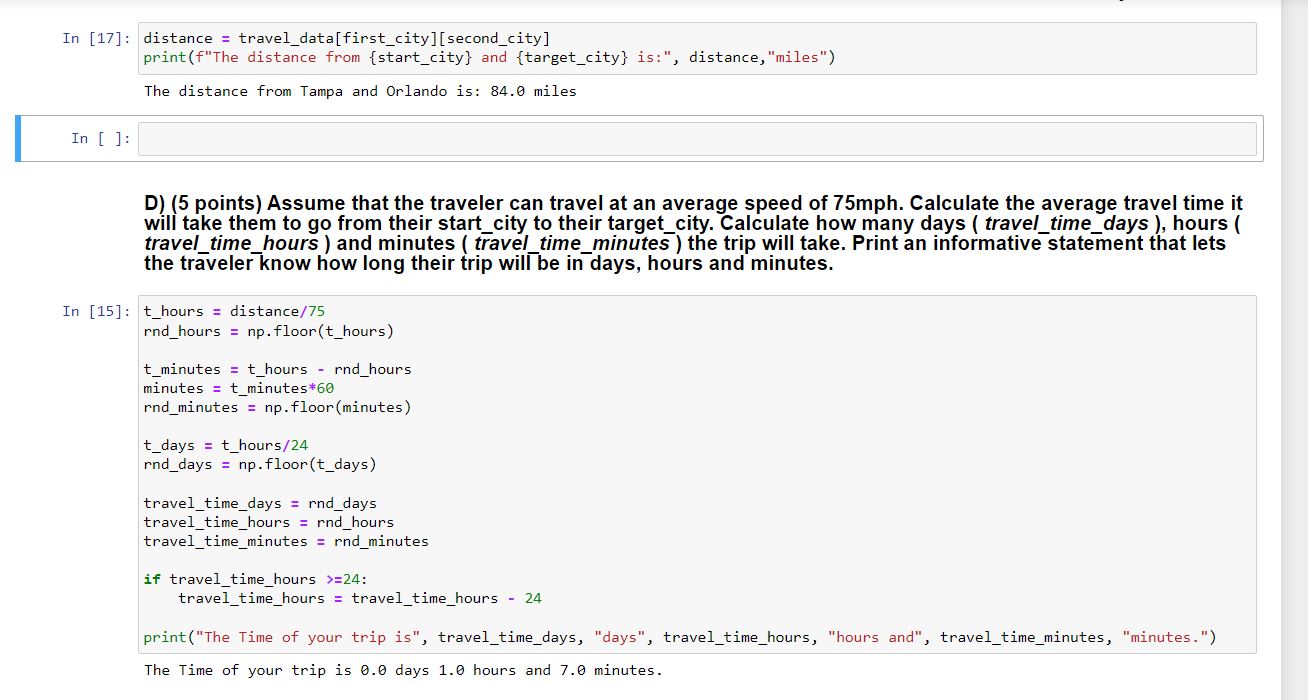 In [17]: distance = travel_data[first_city][second_city]
print(f"The distance from {start_city} and {target_city} is:", distance,"miles")
The distance from Tampa and Orlando is: 84.0 miles
In [ ]:
D) (5 points) Assume that the traveler can travel at an average speed of 75mph. Calculate the average travel time it
will take them to go from their start_city to their target_city. Calculate how many days ( travel_time_days ), hours (
travel_time_hours ) and minutes ( travel_time_minutes ) the trip will take. Print an informative statement that lets
the traveler know how long their trip will be in days, hours and minutes.
In [15]: t_hours = distance/75
rnd_hours = np.floor(t_hours)
t_minutes = t_hours - rnd_hours
minutes = t_minutes*60
rnd_minutes = np.floor(minutes)
t_days = t_hours/24
rnd_days = np.floor(t_days)
travel_time_days = rnd_days
travel_time_hours = rnd_hours
travel_time_minutes = rnd_minutes
if travel_time_hours >=24:
    travel_time_hours = travel_time_hours - 24
print("The Time of your trip is", travel_time_days, "days", travel_time_hours, "hours and", travel_time_minutes, "minutes.")
The Time of your trip is 0.0 days 1.0 hours and 7.0 minutes.